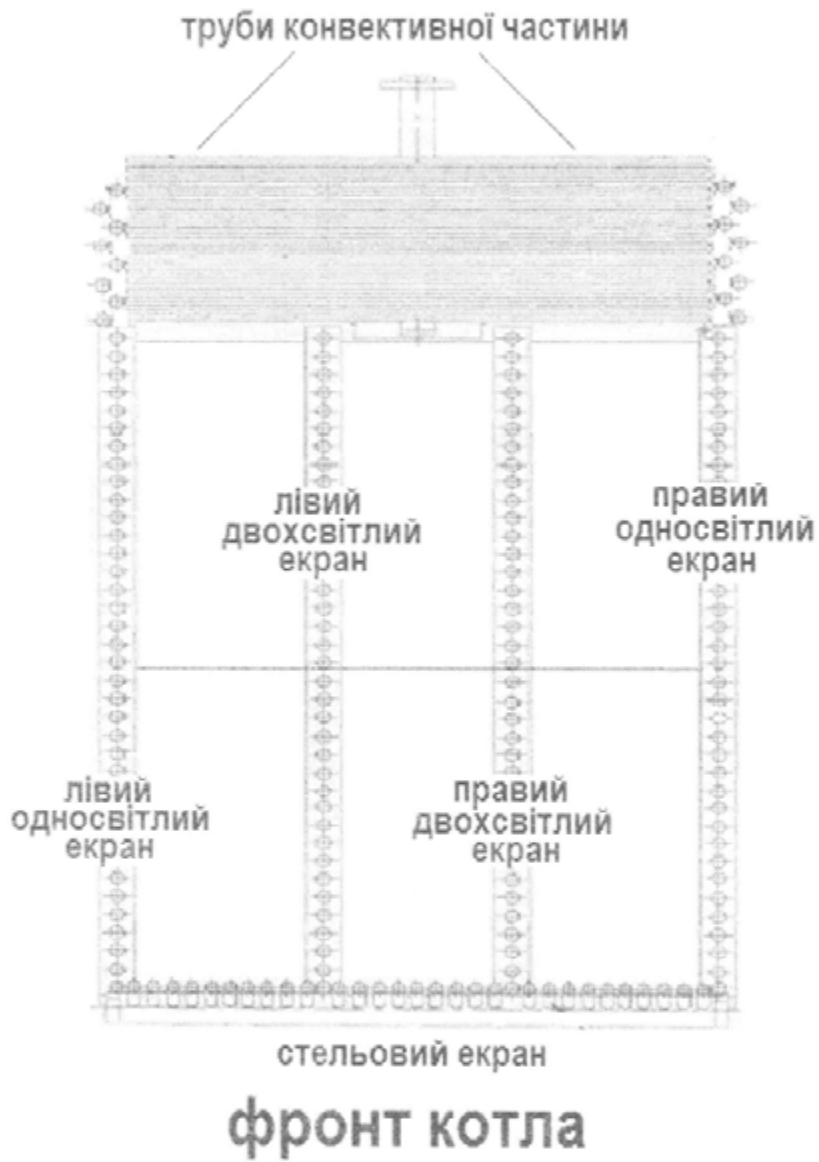 труби конвективної частини
лівий
двохсвітлий
екран
правий
односвітлий
екран
лівий
односвітлий
екран
правий
двохсвітлий
екран
стельовий екран
фронт котла